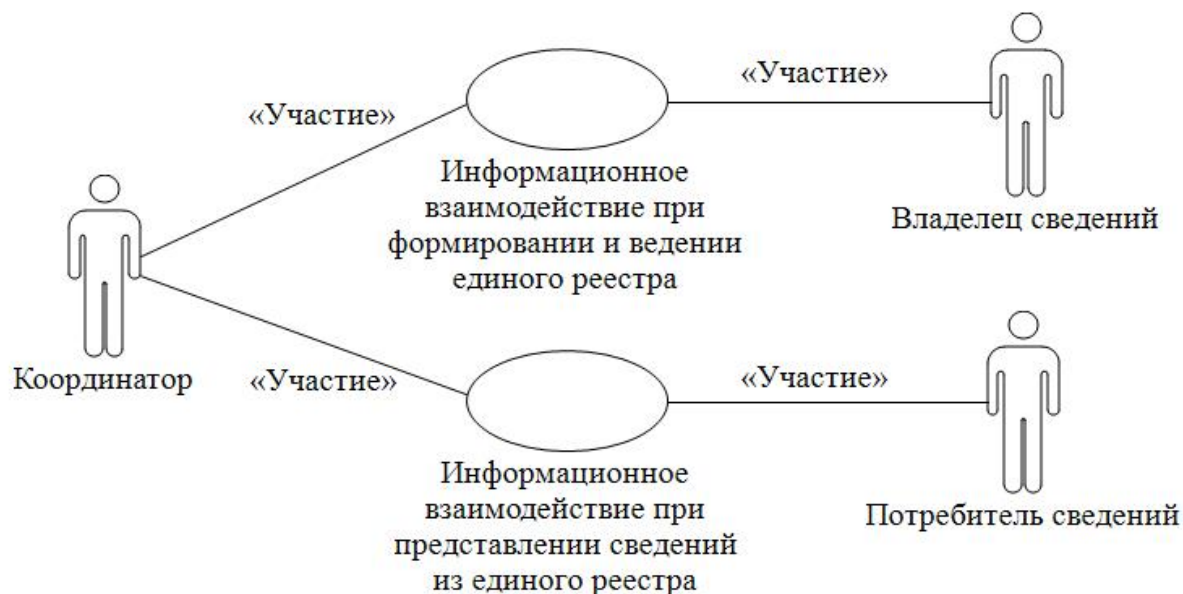 «Участие»
«Участие»
Информационное
взаимодействие при
формировании и ведении
единого реестра
Владелец сведений
Координатор
«Участие»
«Участие»
Информационное
взаимодействие при
представлении сведений
из единого реестра
Потребитель сведений